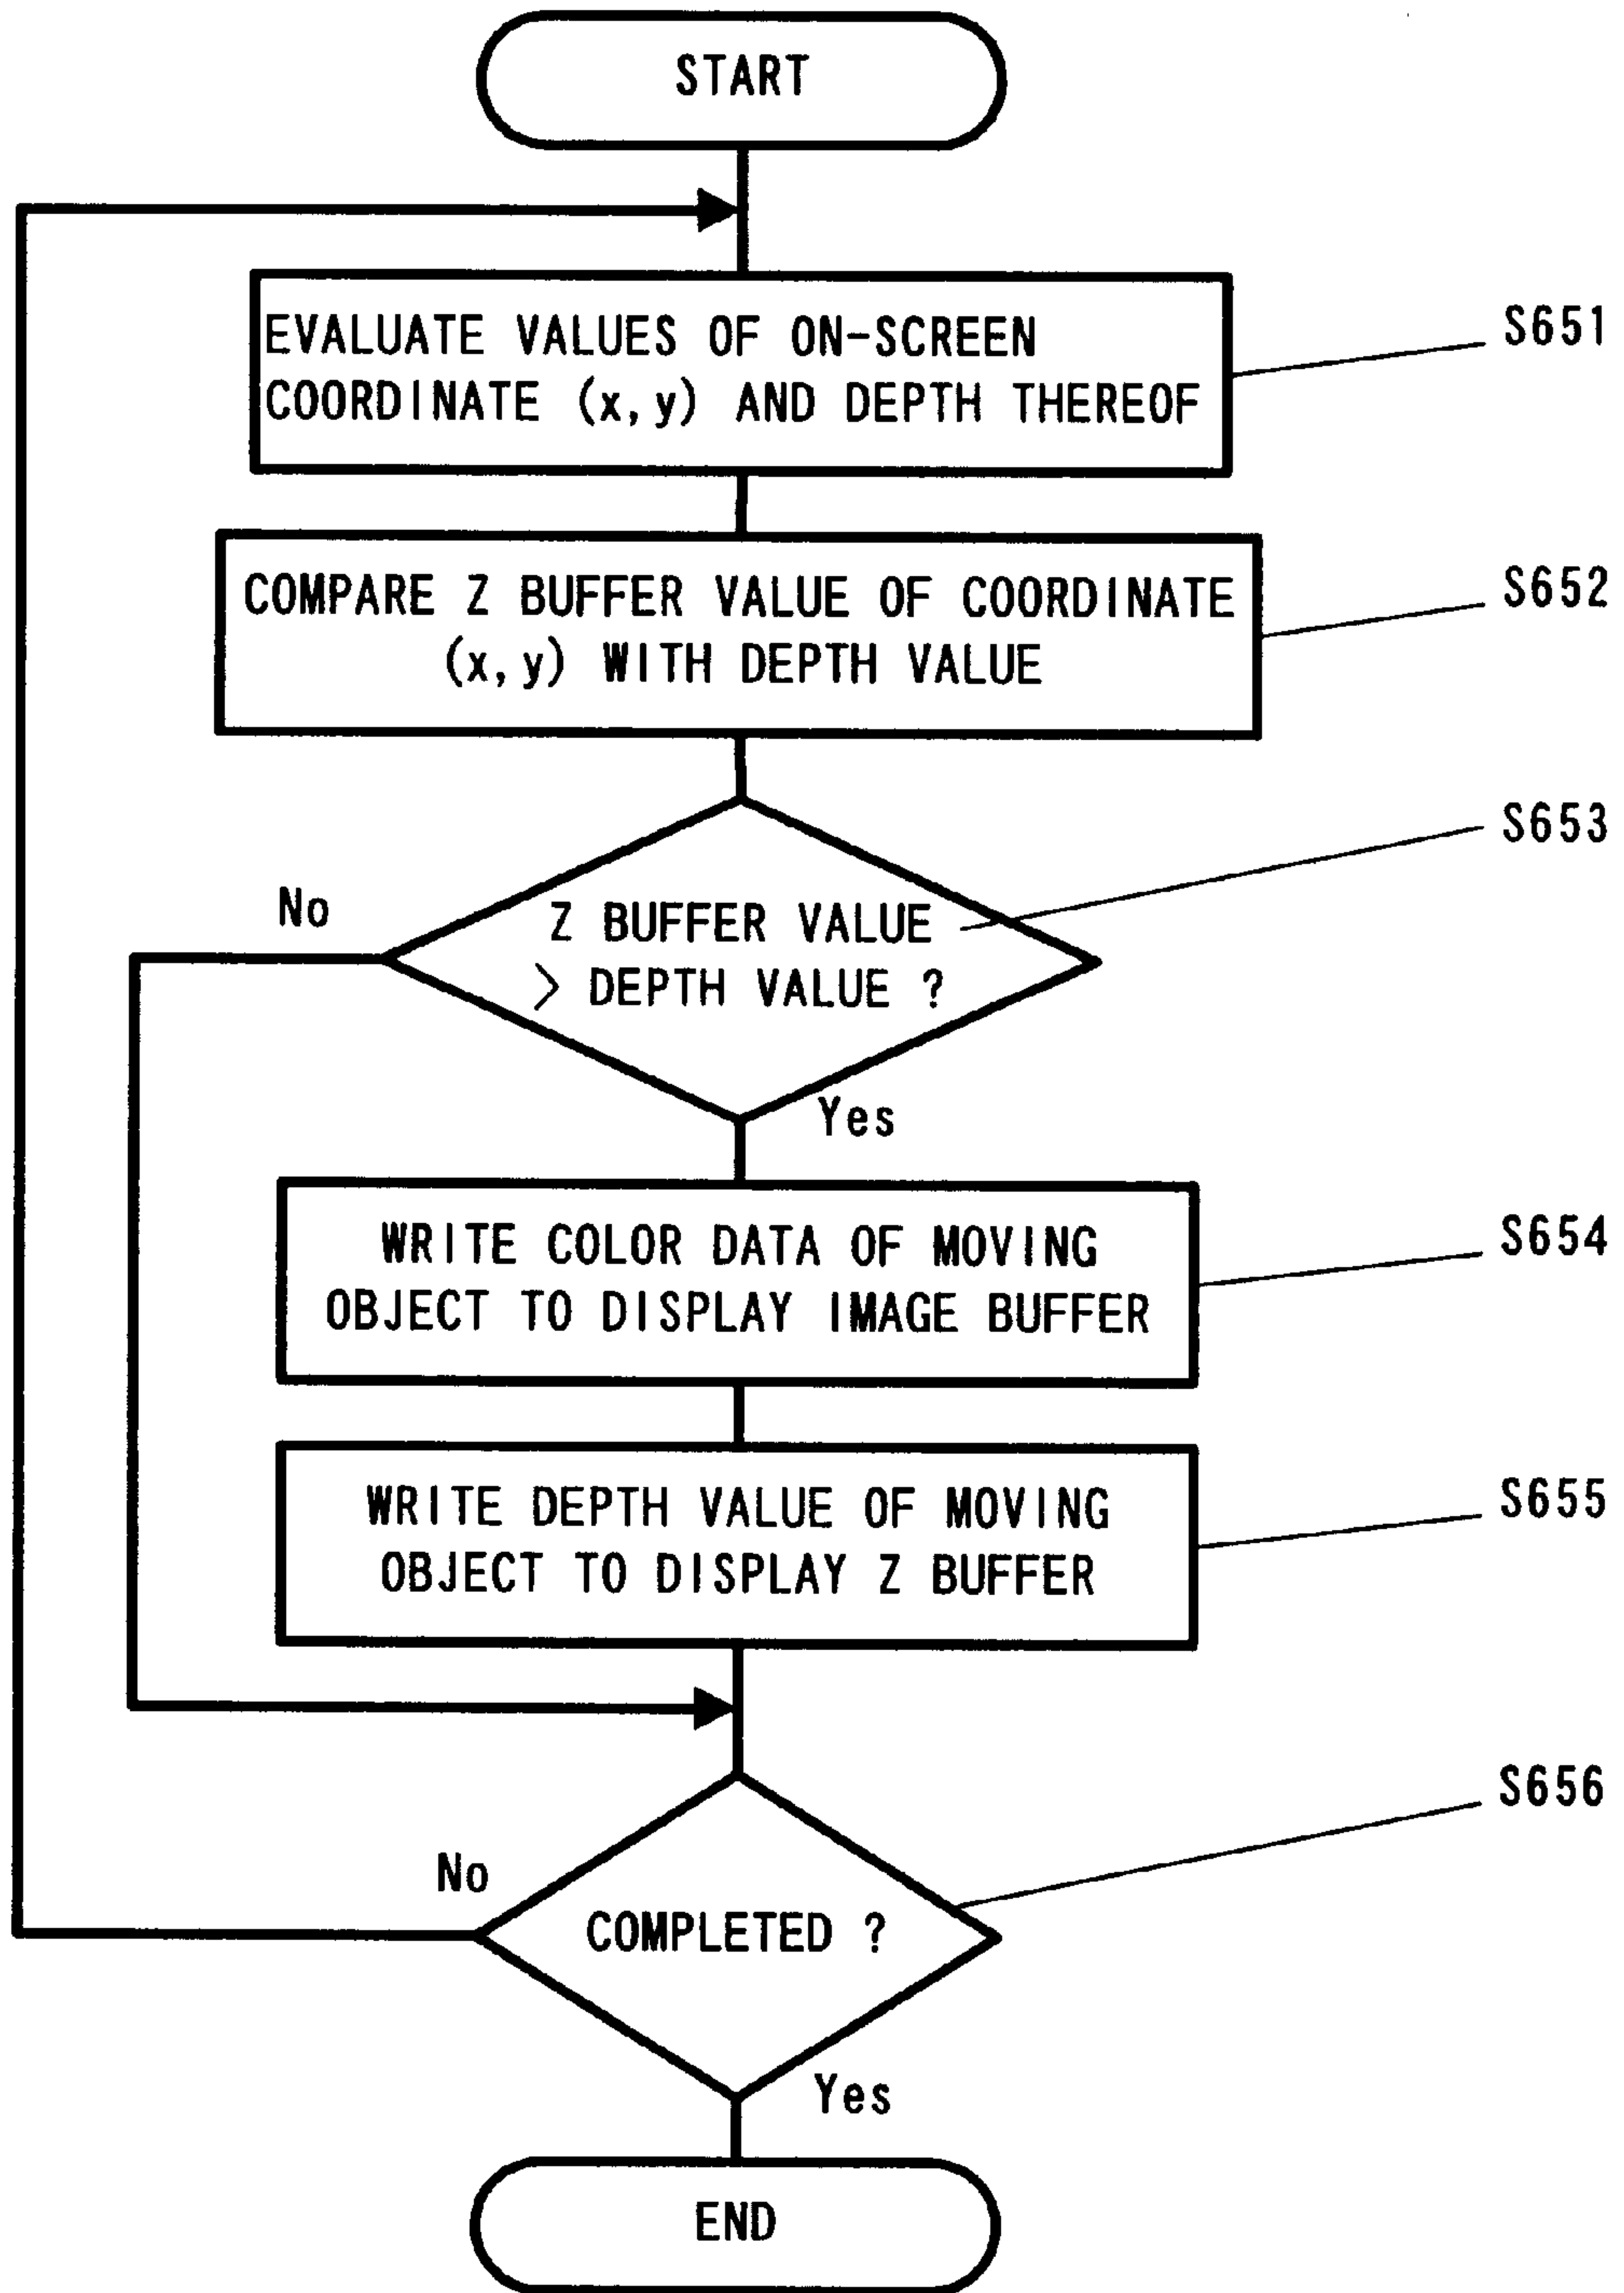 START
EVALUATE VALUES OF ON-SCREEN
COORDINATE (x, y) AND DEPTH THEREOF
S651
COMPARE Z BUFFER VALUE OF COORDINATE
(x, y) WITH DEPTH VALUE
S652
S653
No
Z BUFFER VALUE
> DEPTH VALUE ?
Yes
WRITE COLOR DATA OF MOVING
OBJECT TO DISPLAY IMAGE BUFFER
S654
WRITE DEPTH VALUE OF MOVING
OBJECT TO DISPLAY Z BUFFER
S655
S656
No
COMPLETED ?
Yes
END